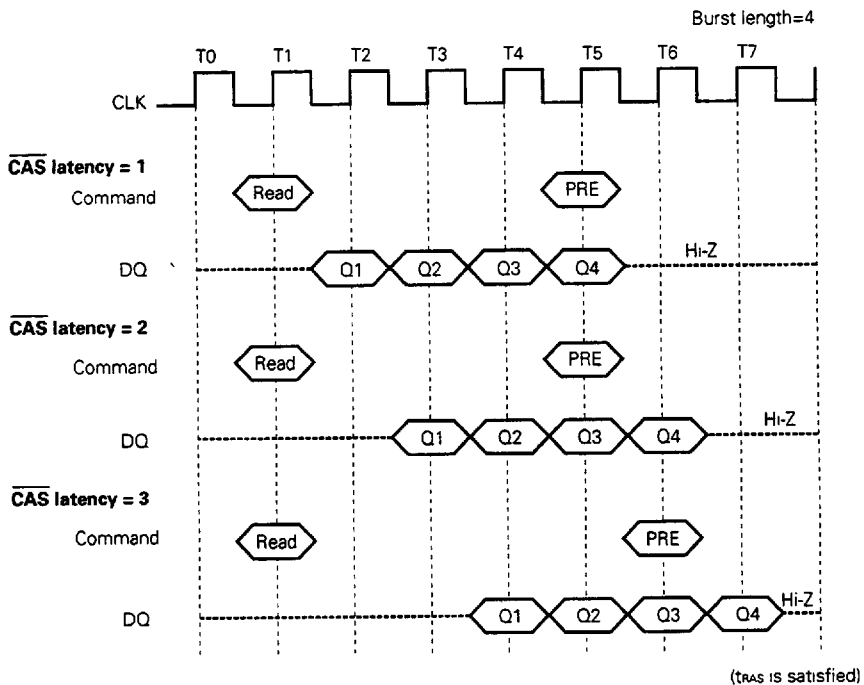 Burst length=4
T0 T1 T2 T3 T4 T5 T6 T7
CLK
CAS latency = 1
Command Read PRE
DQ Q1 Q2 Q3 Q4 Hi-Z
CAS latency = 2
Command Read PRE
DQ Q1 Q2 Q3 Q4 Hi-Z
CAS latency = 3
Command Read PRE
DQ Q1 Q2 Q3 Q4 Hi-Z
(tRAS is satisfied)